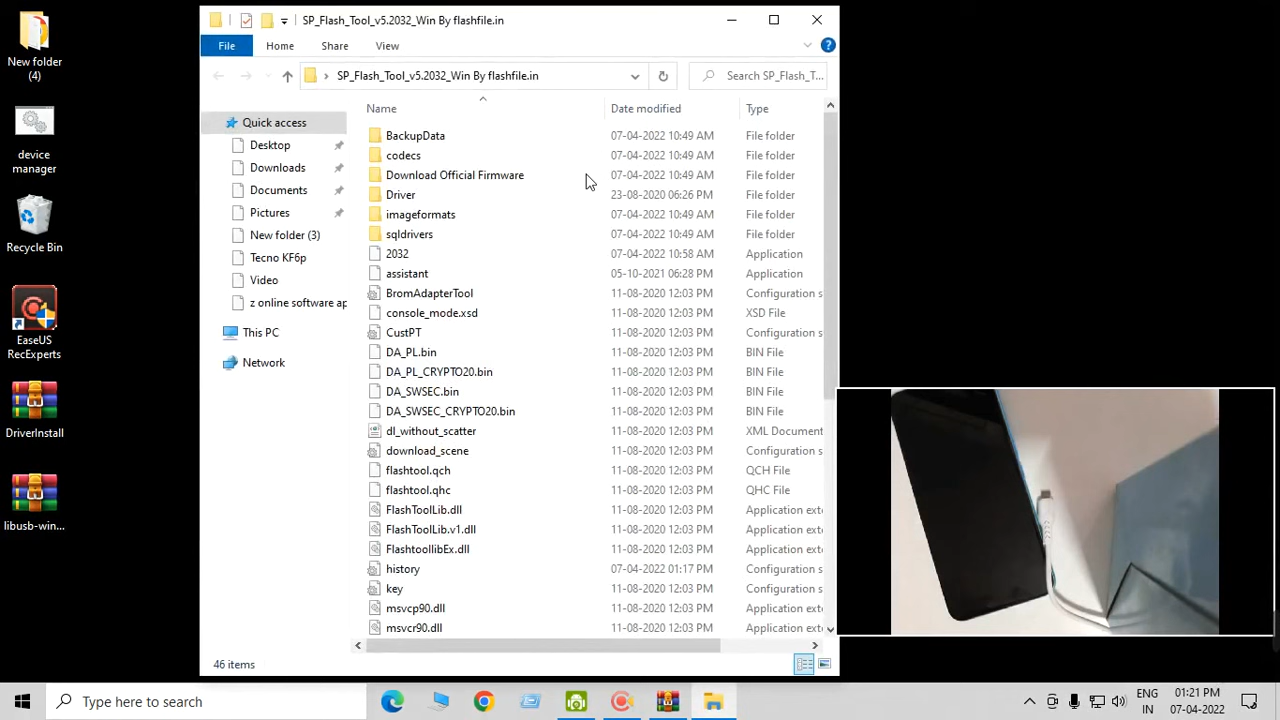 New folder
(4)
device
manager
Recycle Bin
EaseUS
RecExperts
DriverInstall
libusb-win...
SP_Flash_Tool_v5.2032_Win By flashfile.in
File
Home
Share
View
SP_Flash_Tool_v5.2032_Win By flashfile.in
Search SP_Flash_T...
Quick access
Desktop
Downloads
Documents
Pictures
New folder (3)
Tecno KF6p
Video
z online software ap
This PC
Network
Name Date modified Type
BackupData 07-04-2022 10:49 AM File folder
codecs 07-04-2022 10:49 AM File folder
Download Official Firmware 07-04-2022 10:49 AM File folder
Driver 23-08-2020 06:26 PM File folder
imageformats 07-04-2022 10:49 AM File folder
sqldrivers 07-04-2022 10:49 AM File folder
2032 07-04-2022 10:58 AM Application
assistant 05-10-2021 06:28 PM Application
BromAdapterTool 11-08-2020 12:03 PM Configuration s
console_mode.xsd 11-08-2020 12:03 PM XSD File
CustPT 11-08-2020 12:03 PM Configuration s
DA_PL.bin 11-08-2020 12:03 PM BIN File
DA_PL_CRYPTO20.bin 11-08-2020 12:03 PM BIN File
DA_SWSEC.bin 11-08-2020 12:03 PM BIN File
DA_SWSEC_CRYPTO20.bin 11-08-2020 12:03 PM BIN File
dl_without_scatter 11-08-2020 12:03 PM XML Document
download_scene 11-08-2020 12:03 PM Configuration s
flashtool.qch 11-08-2020 12:03 PM QCH File
flashtool.qhc 11-08-2020 12:03 PM QHC File
FlashToolLib.dll 11-08-2020 12:03 PM Application exte
FlashToolLib.v1.dll 11-08-2020 12:03 PM Application exte
FlashtoollibEx.dll 11-08-2020 12:03 PM Application exte
history 07-04-2022 01:17 PM Configuration s
key 11-08-2020 12:03 PM Configuration s
msvcp90.dll 11-08-2020 12:03 PM Application exte
msvcr90.dll 11-08-2020 12:03 PM Application exte
46 items
Type here to search
ENG
IN
01:21 PM
07-04-2022